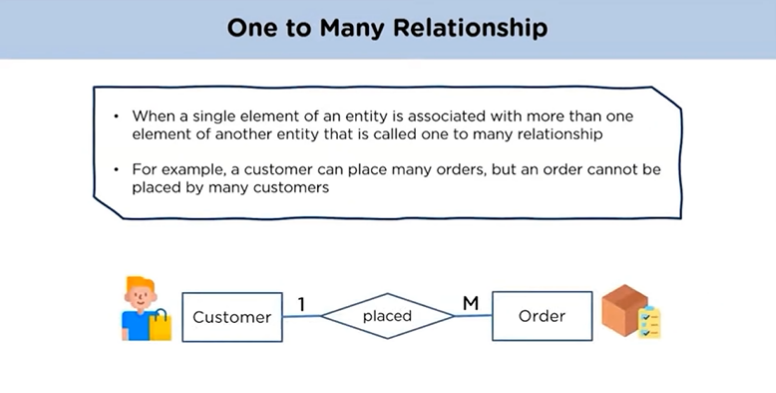 One to Many Relationship
• When a single element of an entity is associated with more than one
element of another entity that is called one to many relationship
• For example, a customer can place many orders, but an order cannot be
placed by many customers
Customer 1 placed M Order